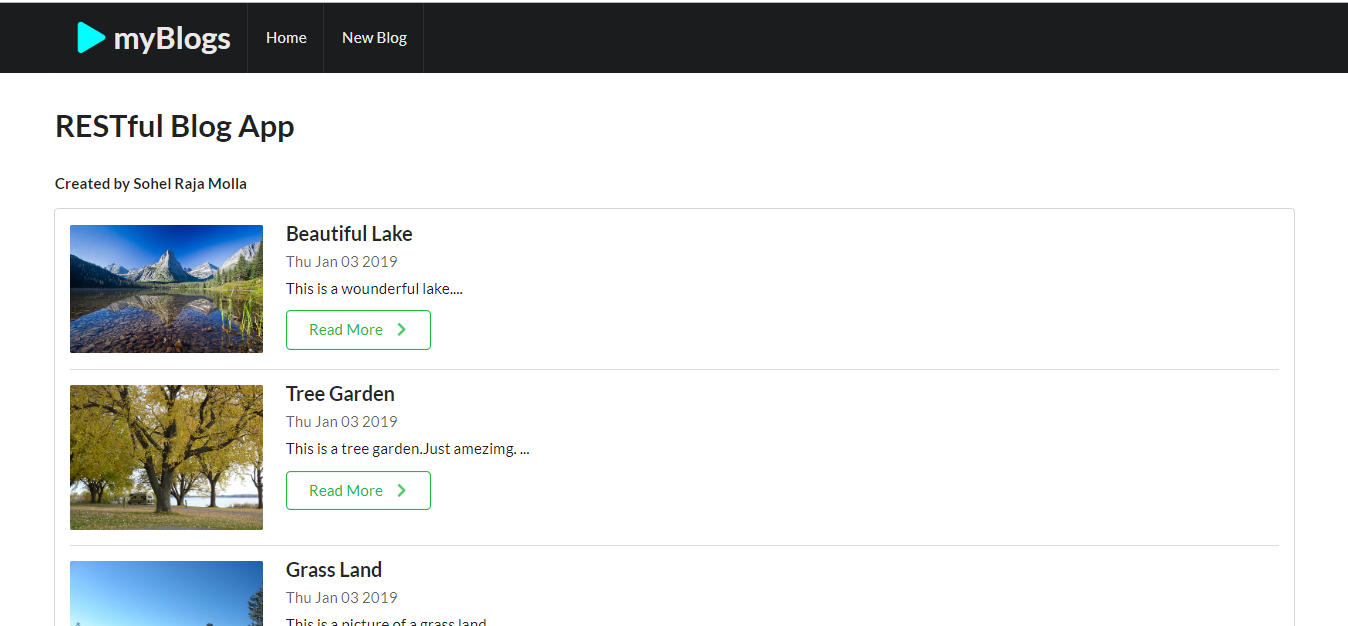 myBlogs Home New Blog
RESTful Blog App
Created by Sohel Raja Molla
Beautiful Lake
Thu Jan 03 2019
This is a wounderful lake....
Read More
Tree Garden
Thu Jan 03 2019
This is a tree garden.Just amezimg. ...
Read More
Grass Land
Thu Jan 03 2019
This is a picture of a grass land